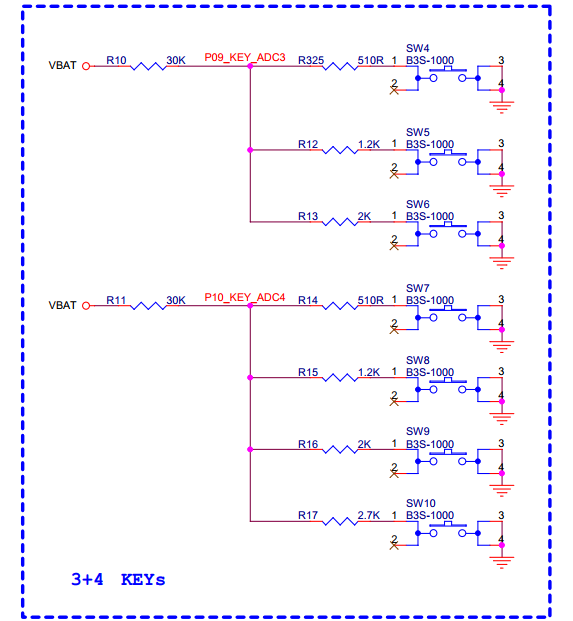 SW4
VBAT R10 30K P09_KEY_ADC3 R325 510R 1 B3S-1000 3
2 4
SW5
R12 1.2K 1 B3S-1000 3
2 4
SW6
R13 2K 1 B3S-1000 3
2 4
SW7
VBAT R11 30K P10_KEY_ADC4 R14 510R 1 B3S-1000 3
2 4
SW8
R15 1.2K 1 B3S-1000 3
2 4
SW9
R16 2K 1 B3S-1000 3
2 4
SW10
R17 2.7K 1 B3S-1000 3
2 4
3+4 KEYs